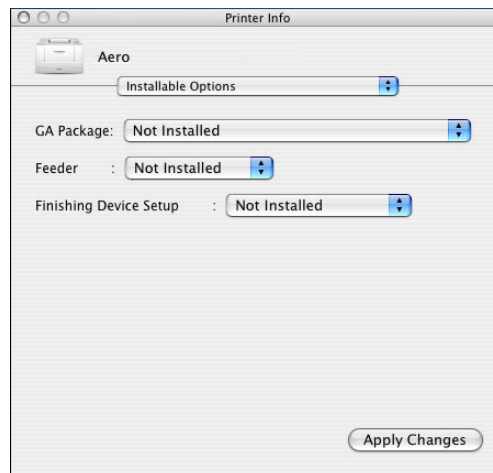 Printer Info
Aero
Installable Options
GA Package: Not Installed
Feeder : Not Installed
Finishing Device Setup : Not Installed
Apply Changes